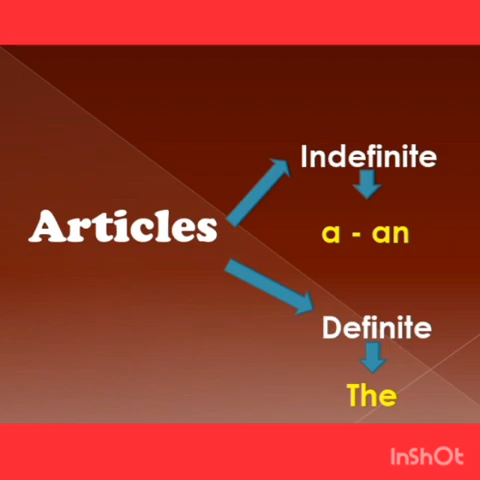 Indefinite
Articles
a - an
Definite
The
InShOt